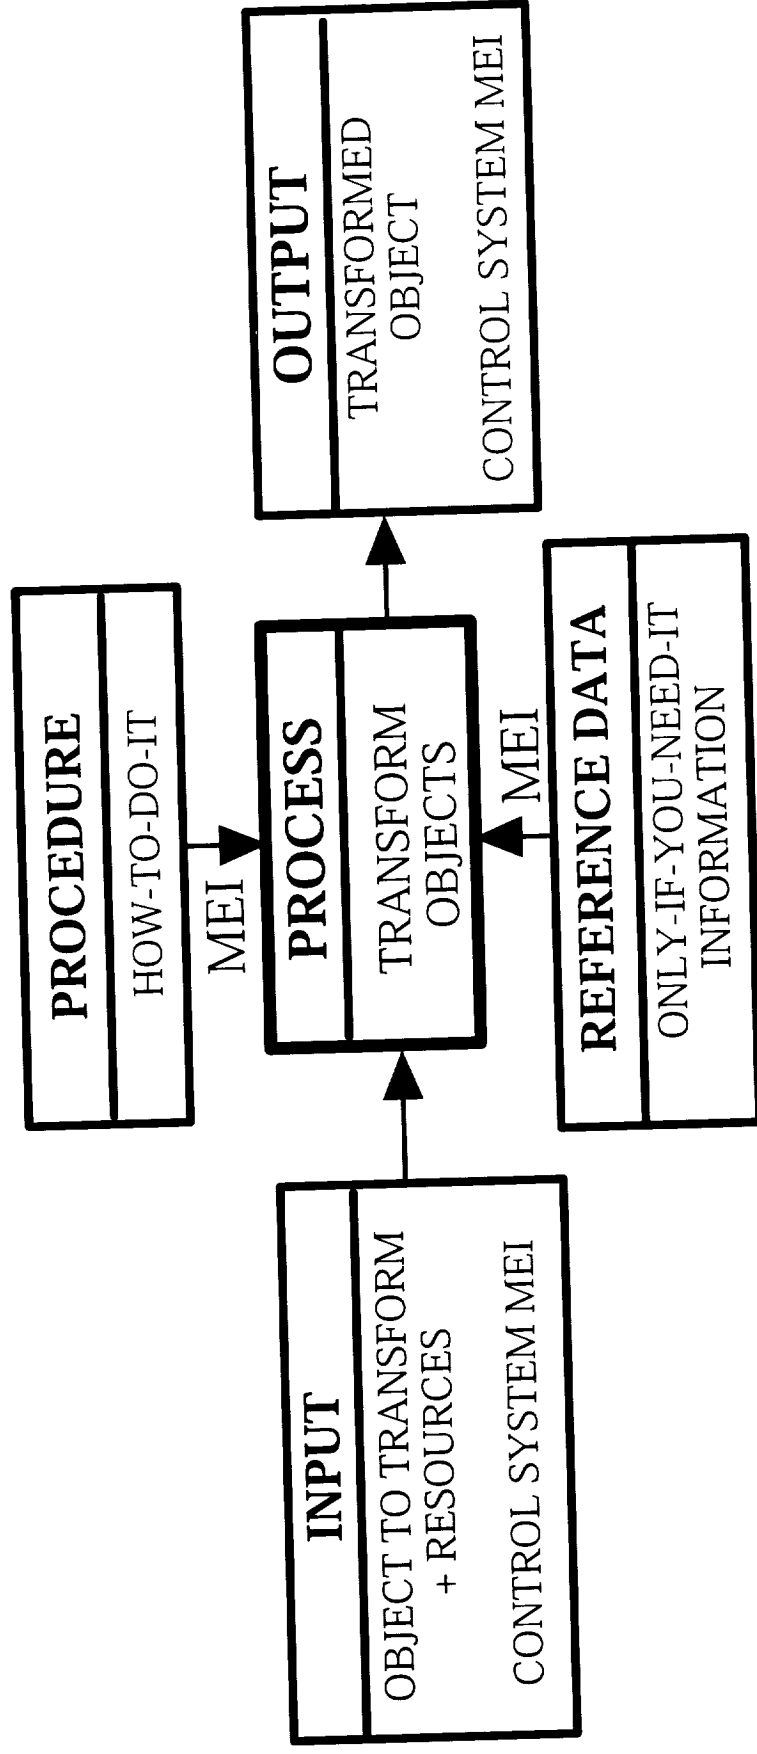 PROCEDURE
HOW-TO-DO-IT
MEI
INPUT
OBJECT TO TRANSFORM
+ RESOURCES
CONTROL SYSTEM MEI
PROCESS
TRANSFORM
OBJECTS
OUTPUT
TRANSFORMED
OBJECT
CONTROL SYSTEM MEI
MEI
REFERENCE DATA
ONLY-IF-YOU-NEED-IT
INFORMATION